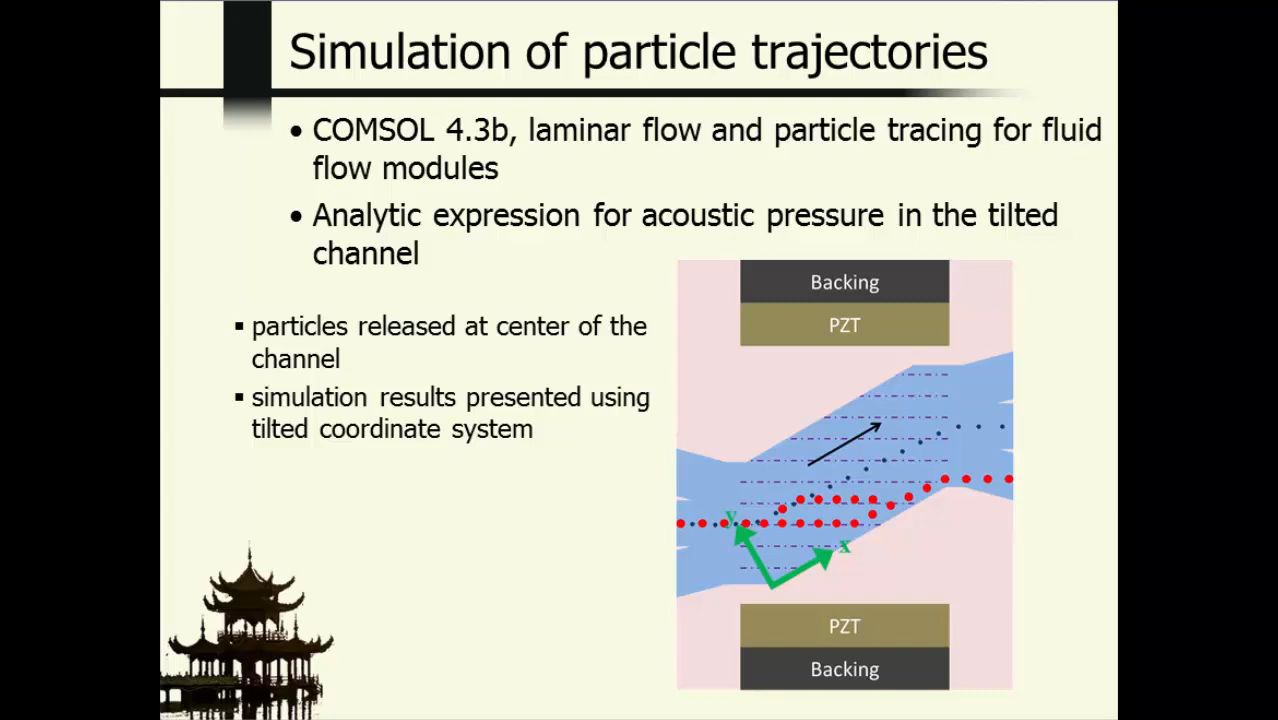 Simulation of particle trajectories
• COMSOL 4.3b, laminar flow and particle tracing for fluid
flow modules
• Analytic expression for acoustic pressure in the tilted
channel
▪ particles released at center of the
channel
▪ simulation results presented using
tilted coordinate system
Backing
PZT
y
x
PZT
Backing